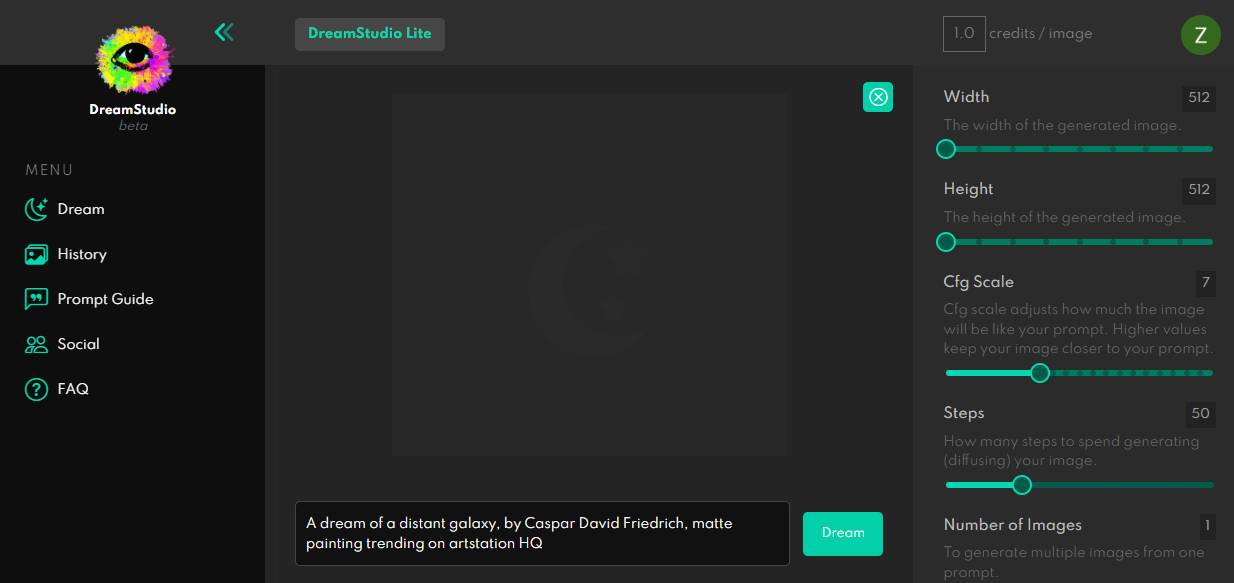 DreamStudio
beta
MENU
Dream
History
Prompt Guide
Social
FAQ
DreamStudio Lite
A dream of a distant galaxy, by Caspar David Friedrich, matte
painting trending on artstation HQ
Dream
1.0 credits / image
Z
Width 512
The width of the generated image.
Height 512
The height of the generated image.
Cfg Scale 7
Cfg scale adjusts how much the image
will be like your prompt. Higher values
keep your image closer to your prompt.
Steps 50
How many steps to spend generating
(diffusing) your image.
Number of Images 1
To generate multiple images from one
prompt.